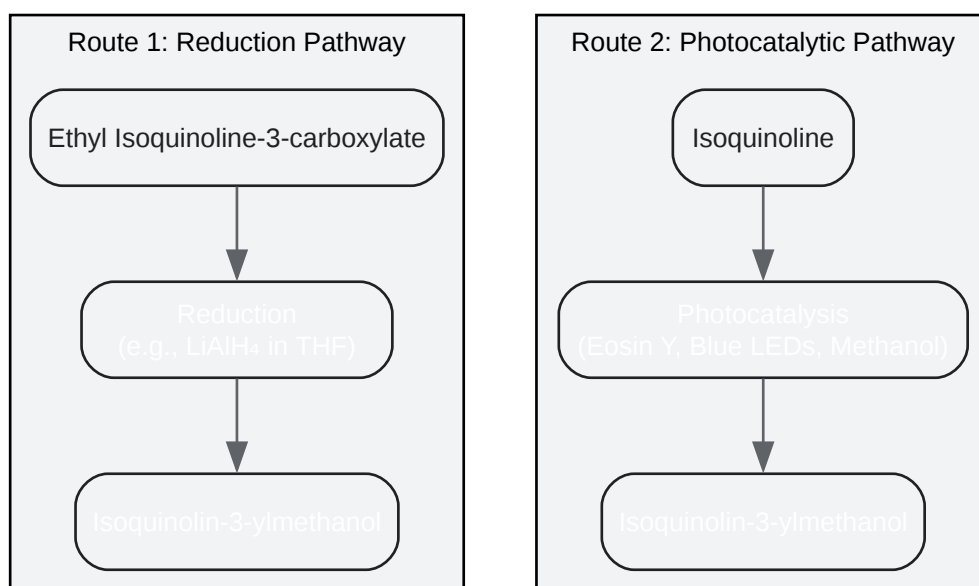 Route 1: Reduction Pathway
Ethyl Isoquinoline-3-carboxylate
Reduction
(e.g., LiAlH₄ in THF)
Isoquinolin-3-ylmethanol
Route 2: Photocatalytic Pathway
Isoquinoline
Photocatalysis
(Eosin Y, Blue LEDs, Methanol)
Isoquinolin-3-ylmethanol